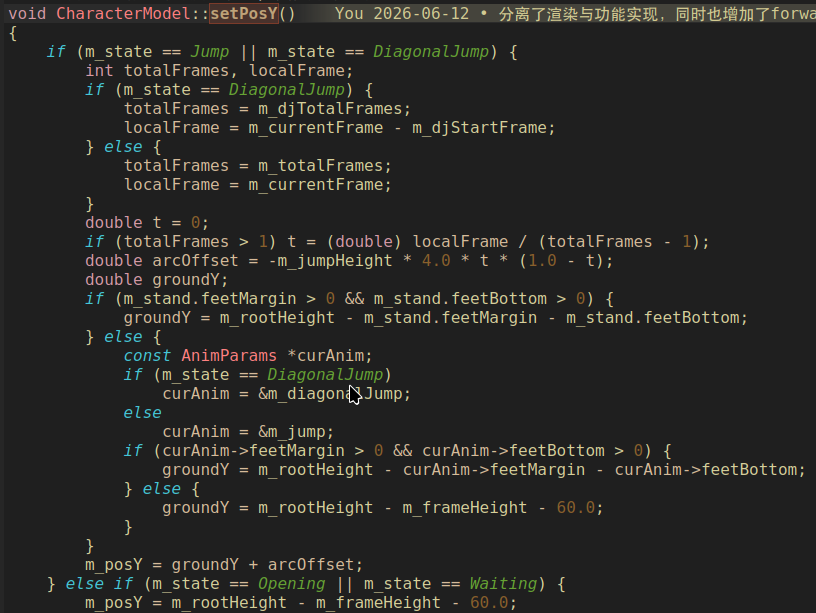 void CharacterModel::setPosY()    You 2026-06-12 • 分离了渲染与功能实现，同时也增加了forwa
{
    if (m_state == Jump || m_state == DiagonalJump) {
        int totalFrames, localFrame;
        if (m_state == DiagonalJump) {
            totalFrames = m_djTotalFrames;
            localFrame = m_currentFrame - m_djStartFrame;
        } else {
            totalFrames = m_totalFrames;
            localFrame = m_currentFrame;
        }
        double t = 0;
        if (totalFrames > 1) t = (double) localFrame / (totalFrames - 1);
        double arcOffset = -m_jumpHeight * 4.0 * t * (1.0 - t);
        double groundY;
        if (m_stand.feetMargin > 0 && m_stand.feetBottom > 0) {
            groundY = m_rootHeight - m_stand.feetMargin - m_stand.feetBottom;
        } else {
            const AnimParams *curAnim;
            if (m_state == DiagonalJump)
                curAnim = &m_diagonalJump;
            else
                curAnim = &m_jump;
            if (curAnim->feetMargin > 0 && curAnim->feetBottom > 0) {
                groundY = m_rootHeight - curAnim->feetMargin - curAnim->feetBottom;
            } else {
                groundY = m_rootHeight - m_frameHeight - 60.0;
            }
        }
        m_posY = groundY + arcOffset;
    } else if (m_state == Opening || m_state == Waiting) {
        m_posY = m_rootHeight - m_frameHeight - 60.0;